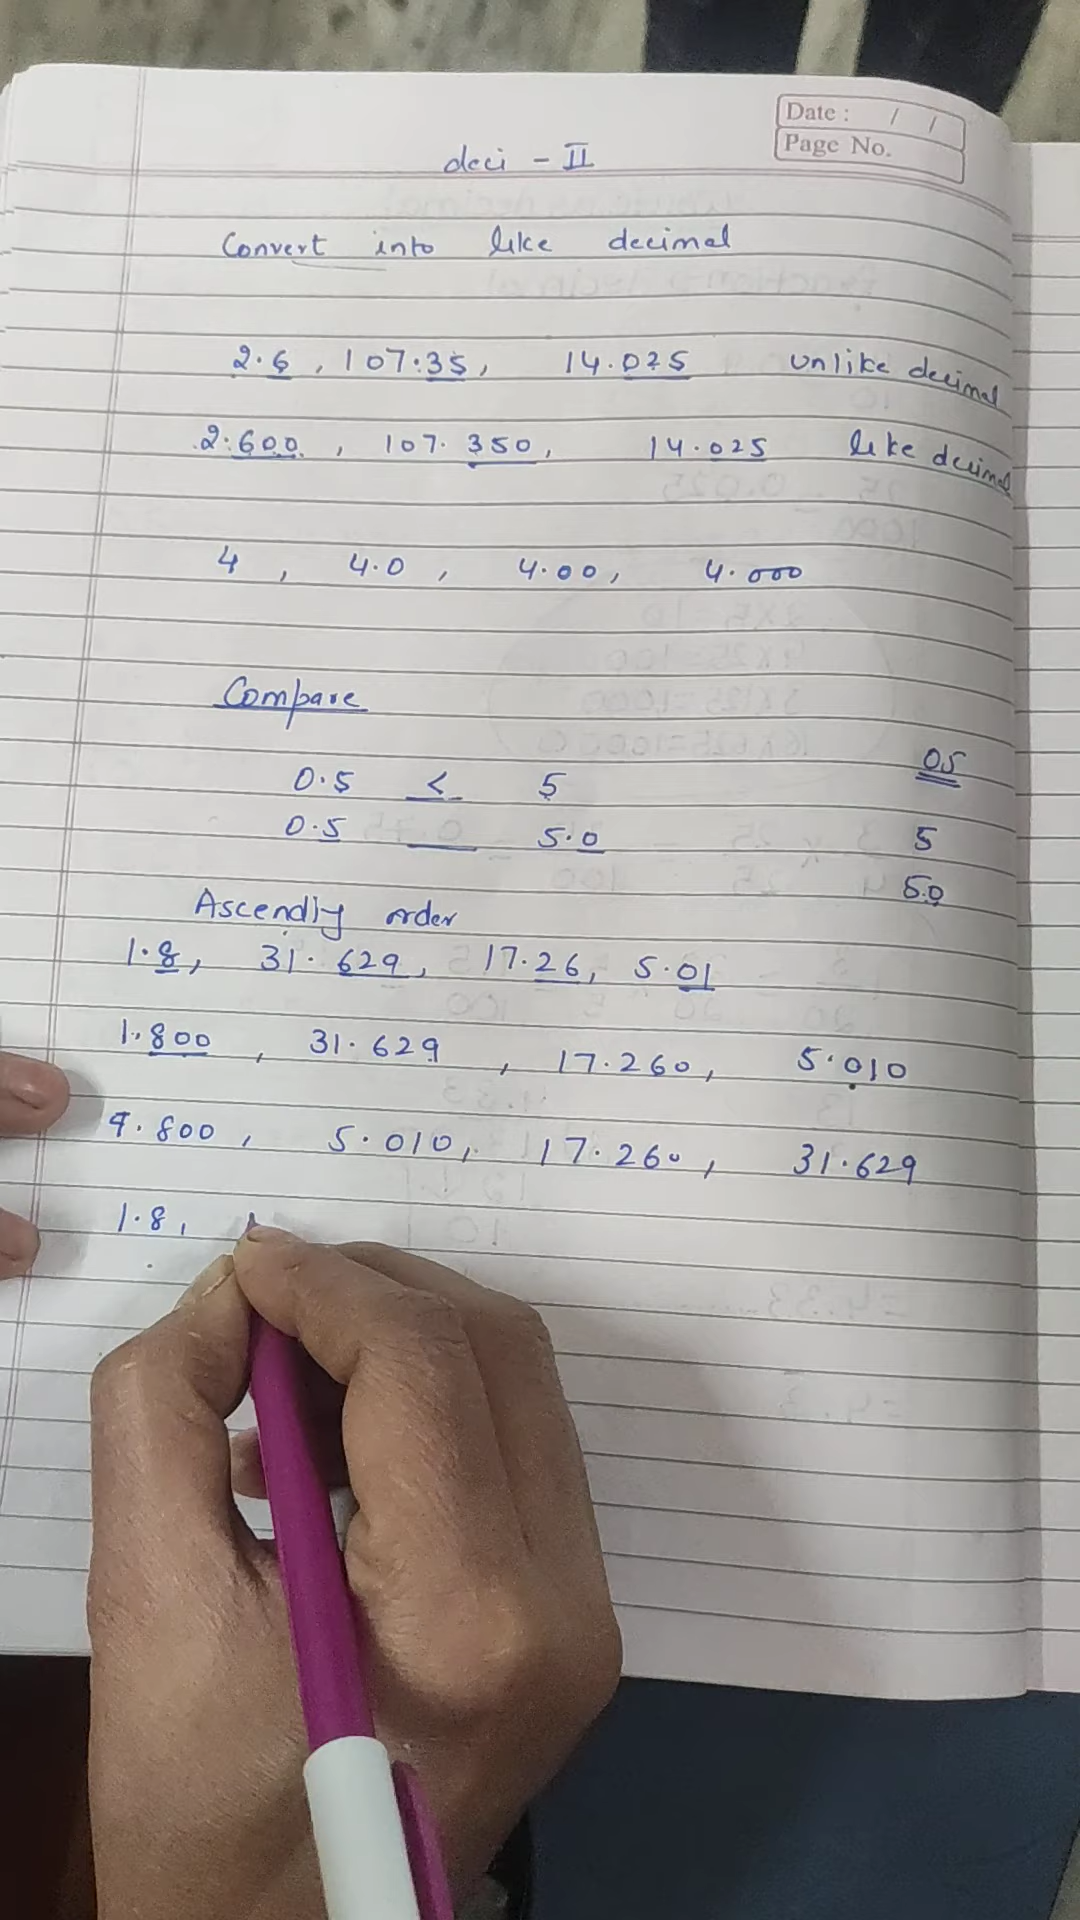 Date : / /
Page No.
deci - II
Convert into like decimal
2.6 , 107.35 , 14.025 unlike decimal
2.600 , 107.350, 14.025 like decimal
4 , 4.0 , 4.00, 4.000
Compare
05
0.5 < 5
0.5 __ 5.0 5
5.0
Ascendly order
1.8, 31.629, 17.26, 5.01
1.800 , 31.629 , 17.260, 5.010
1.800 , 5.010, 17.260, 31.629
1.8,